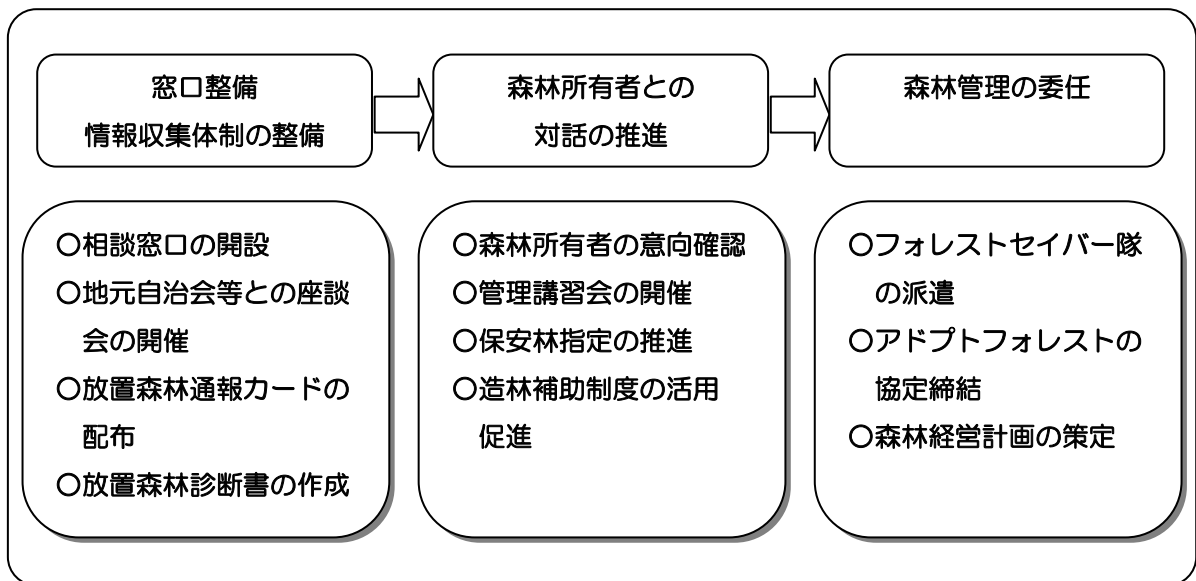 窓口整備
情報収集体制の整備
森林所有者との
対話の推進
森林管理の委任
○相談窓口の開設
○地元自治会等との座談
会の開催
○放置森林通報カードの
配布
○放置森林診断書の作成
○森林所有者の意向確認
○管理講習会の開催
○保安林指定の推進
○造林補助制度の活用
促進
○フォレストセイバー隊
の派遣
○アドプトフォレストの
協定締結
○森林経営計画の策定